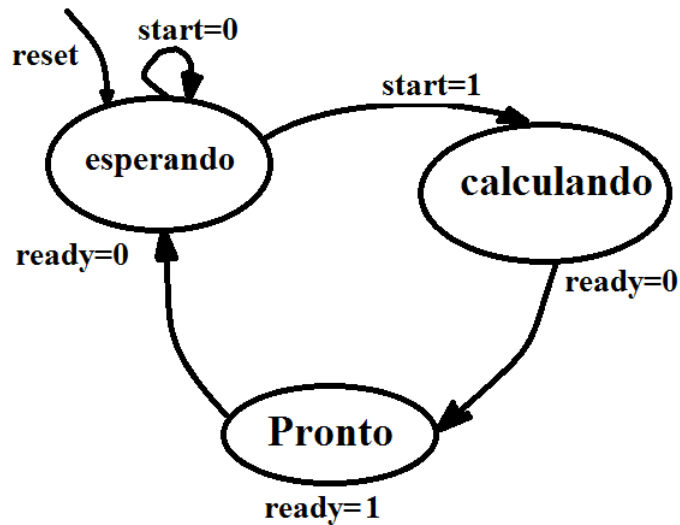 start=0
reset
start=1
esperando
calculando
ready=0
ready=0
Pronto
ready=1